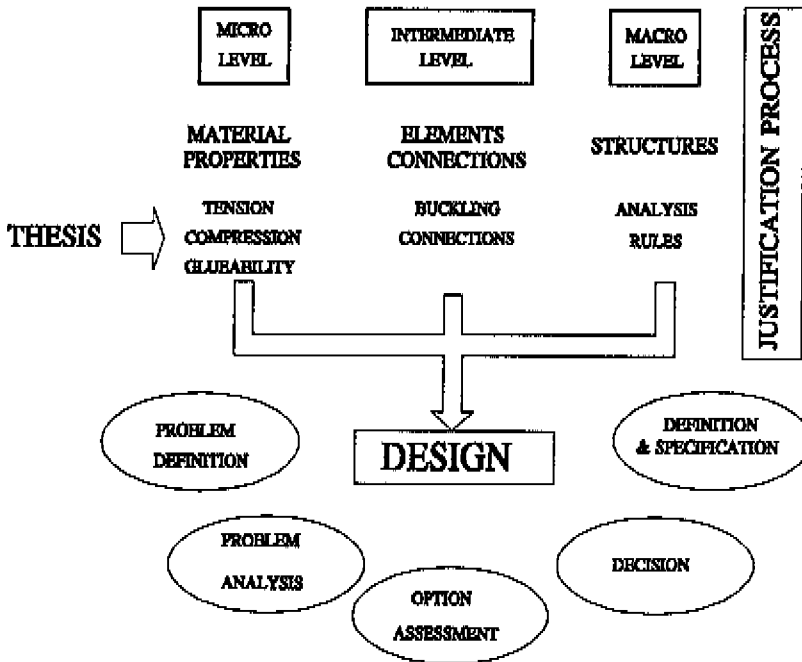 MICRO
LEVEL
INTERMEDIATE
LEVEL
MACRO
LEVEL
JUSTIFICATION PROCESS
MATERIAL
PROPERTIES
ELEMENTS
CONNECTIONS
STRUCTURES
THESIS
TENSION
COMPRESSION
GLUEABILITY
BUCKLING
CONNECTIONS
ANALYSIS
RULES
PROBLEM
DEFINITION
DESIGN
DEFINITION
& SPECIFICATION
PROBLEM
ANALYSIS
OPTION
ASSESSMENT
DECISION